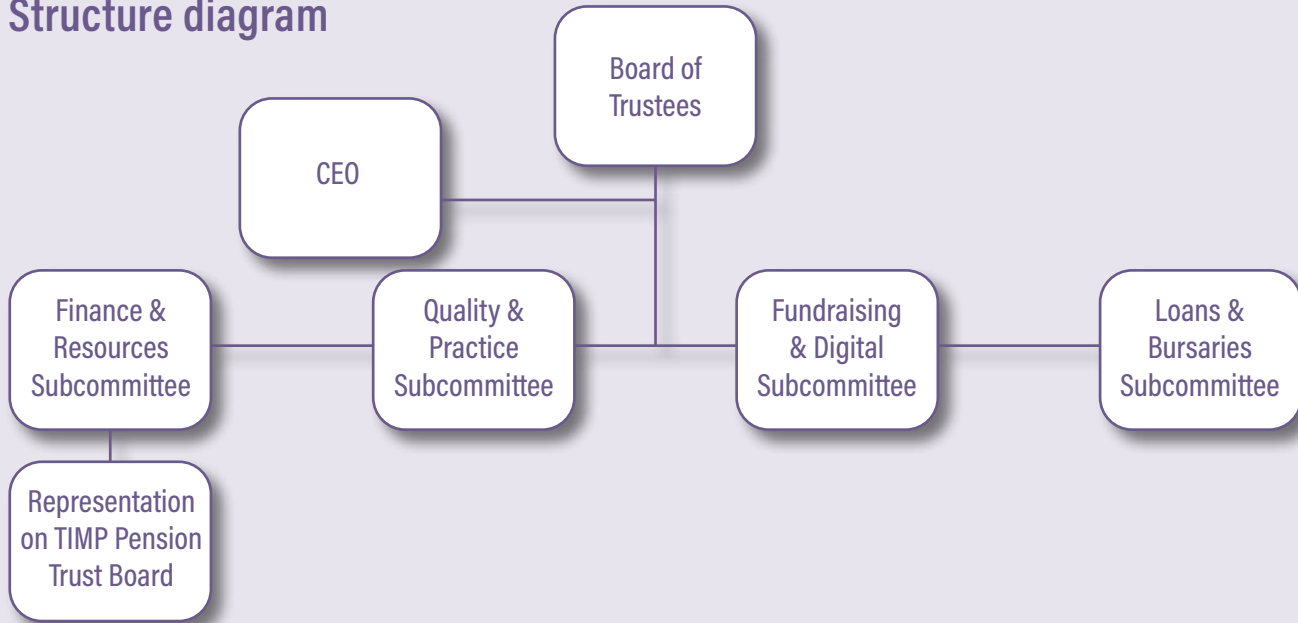 Structure diagram
Board of
Trustees
CEO
Finance &
Resources
Subcommittee
Quality &
Practice
Subcommittee
Fundraising
& Digital
Subcommittee
Loans &
Bursaries
Subcommittee
Representation
on TIMP Pension
Trust Board